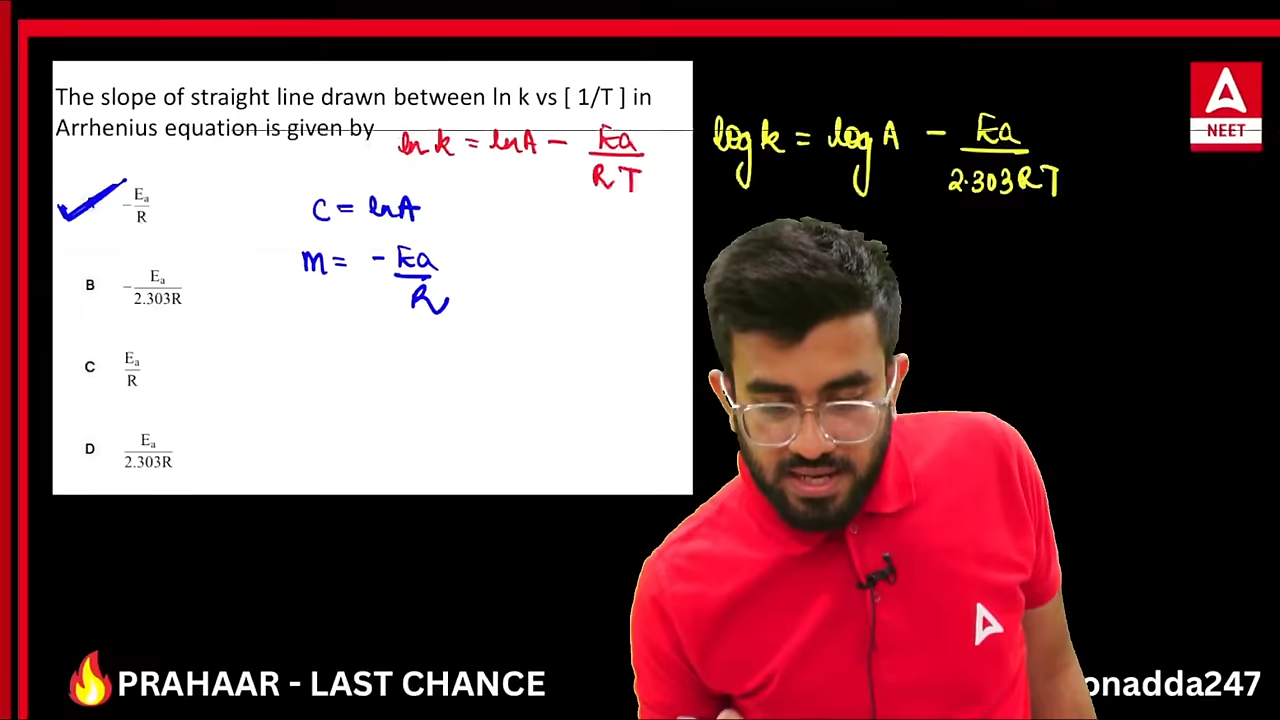 The slope of straight line drawn between ln k vs [ 1/T ] in
Arrhenius equation is given by
ln k = ln A - Ea / RT
log k = log A - Ea / 2.303RT
NEET
-Ea/R
C = ln A
m = - Ea / R
B -Ea/2.303R
C Ea/R
D Ea/2.303R
PRAHAAR - LAST CHANCE
onadda247